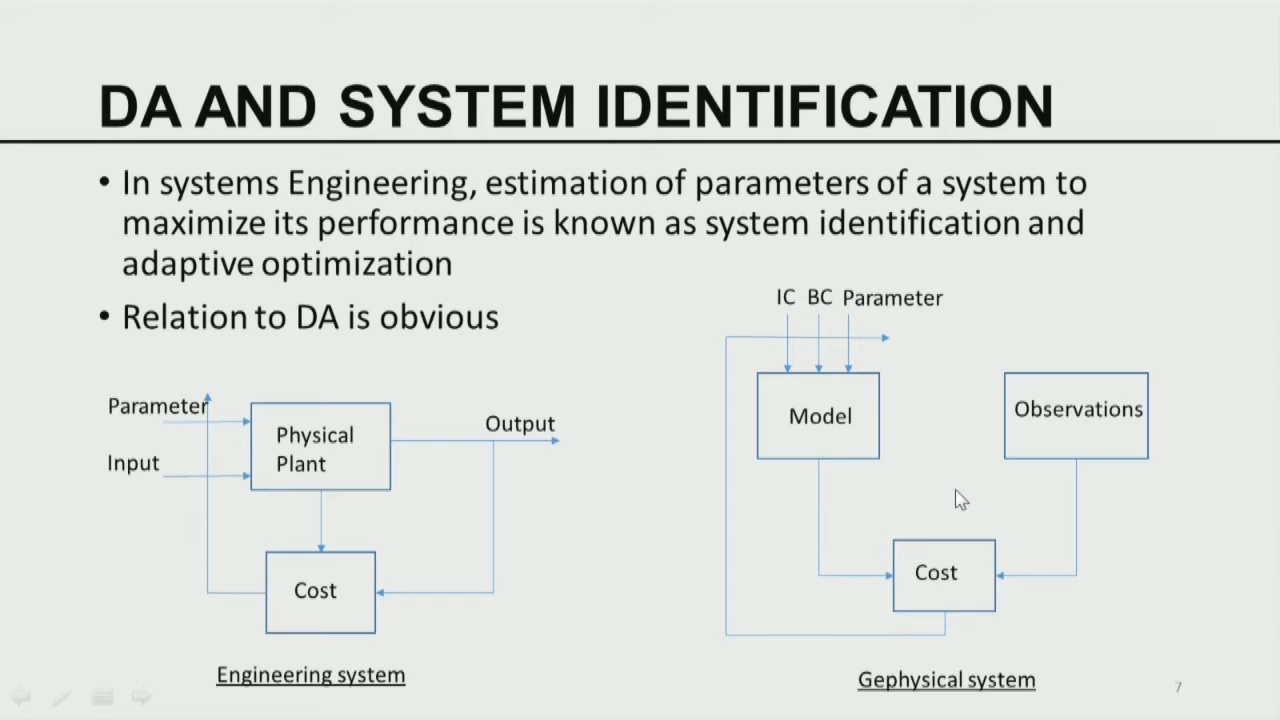 DA AND SYSTEM IDENTIFICATION
• In systems Engineering, estimation of parameters of a system to
maximize its performance is known as system identification and
adaptive optimization
• Relation to DA is obvious
IC BC Parameter
Parameter
Input
Physical
Plant
Output
Cost
Engineering system
Model
Observations
Cost
Gephysical system
7